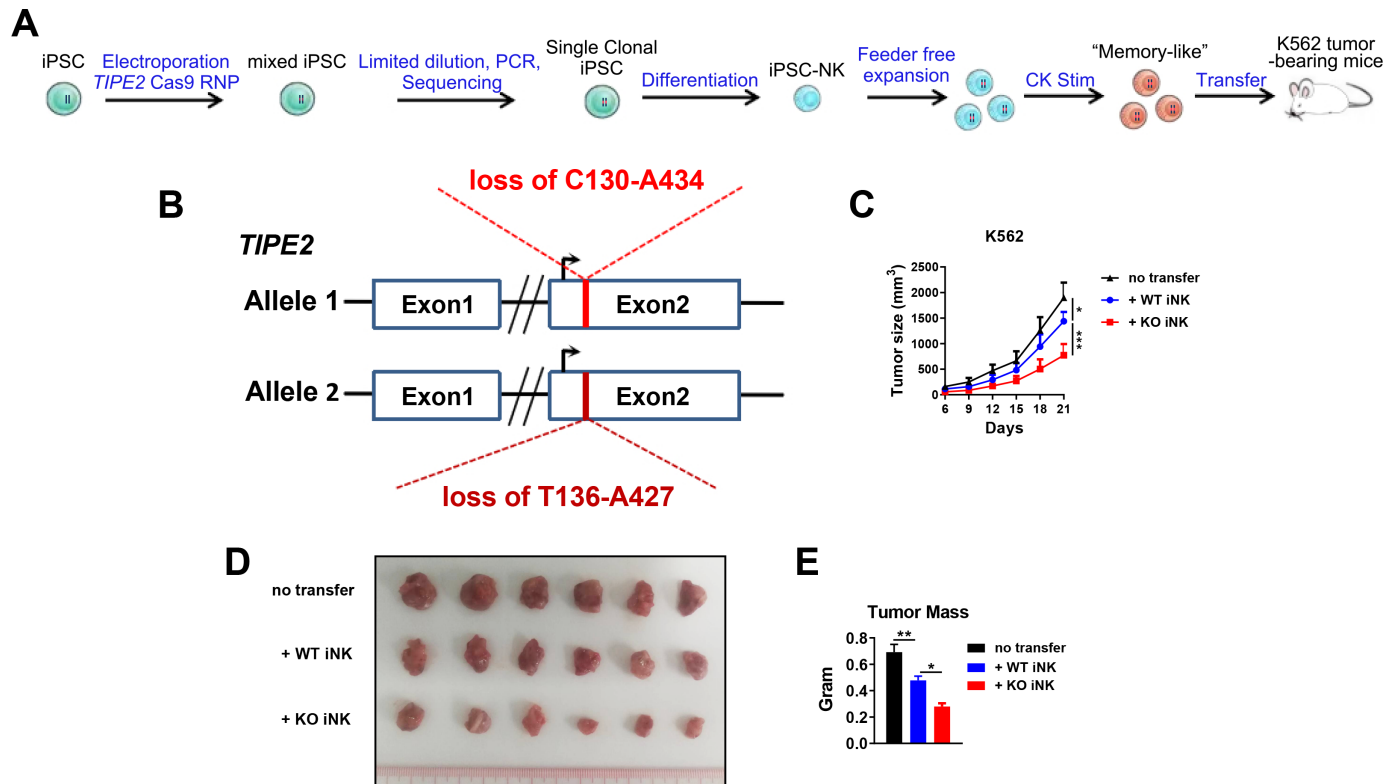 A
iPSC
Electroporation
TIPE2 Cas9 RNP
mixed iPSC
Limited dilution, PCR,
Sequencing
Single Clonal
iPSC
Differentiation
iPSC-NK
Feeder free
expansion
CK Stim
“Memory-like”
Transfer
K562 tumor
-bearing mice
B
loss of C130-A434
TIPE2
Allele 1
Exon1
Exon2
Allele 2
Exon1
Exon2
loss of T136-A427
C
K562
Tumor size (mm3)
2500
2000
1500
1000
500
0
6 9 12 15 18 21
Days
no transfer
+ WT iNK
+ KO iNK
*
***
D
no transfer
+ WT iNK
+ KO iNK
E
Tumor Mass
Gram
0.8
0.6
0.4
0.2
0.0
**
*
no transfer
+ WT iNK
+ KO iNK